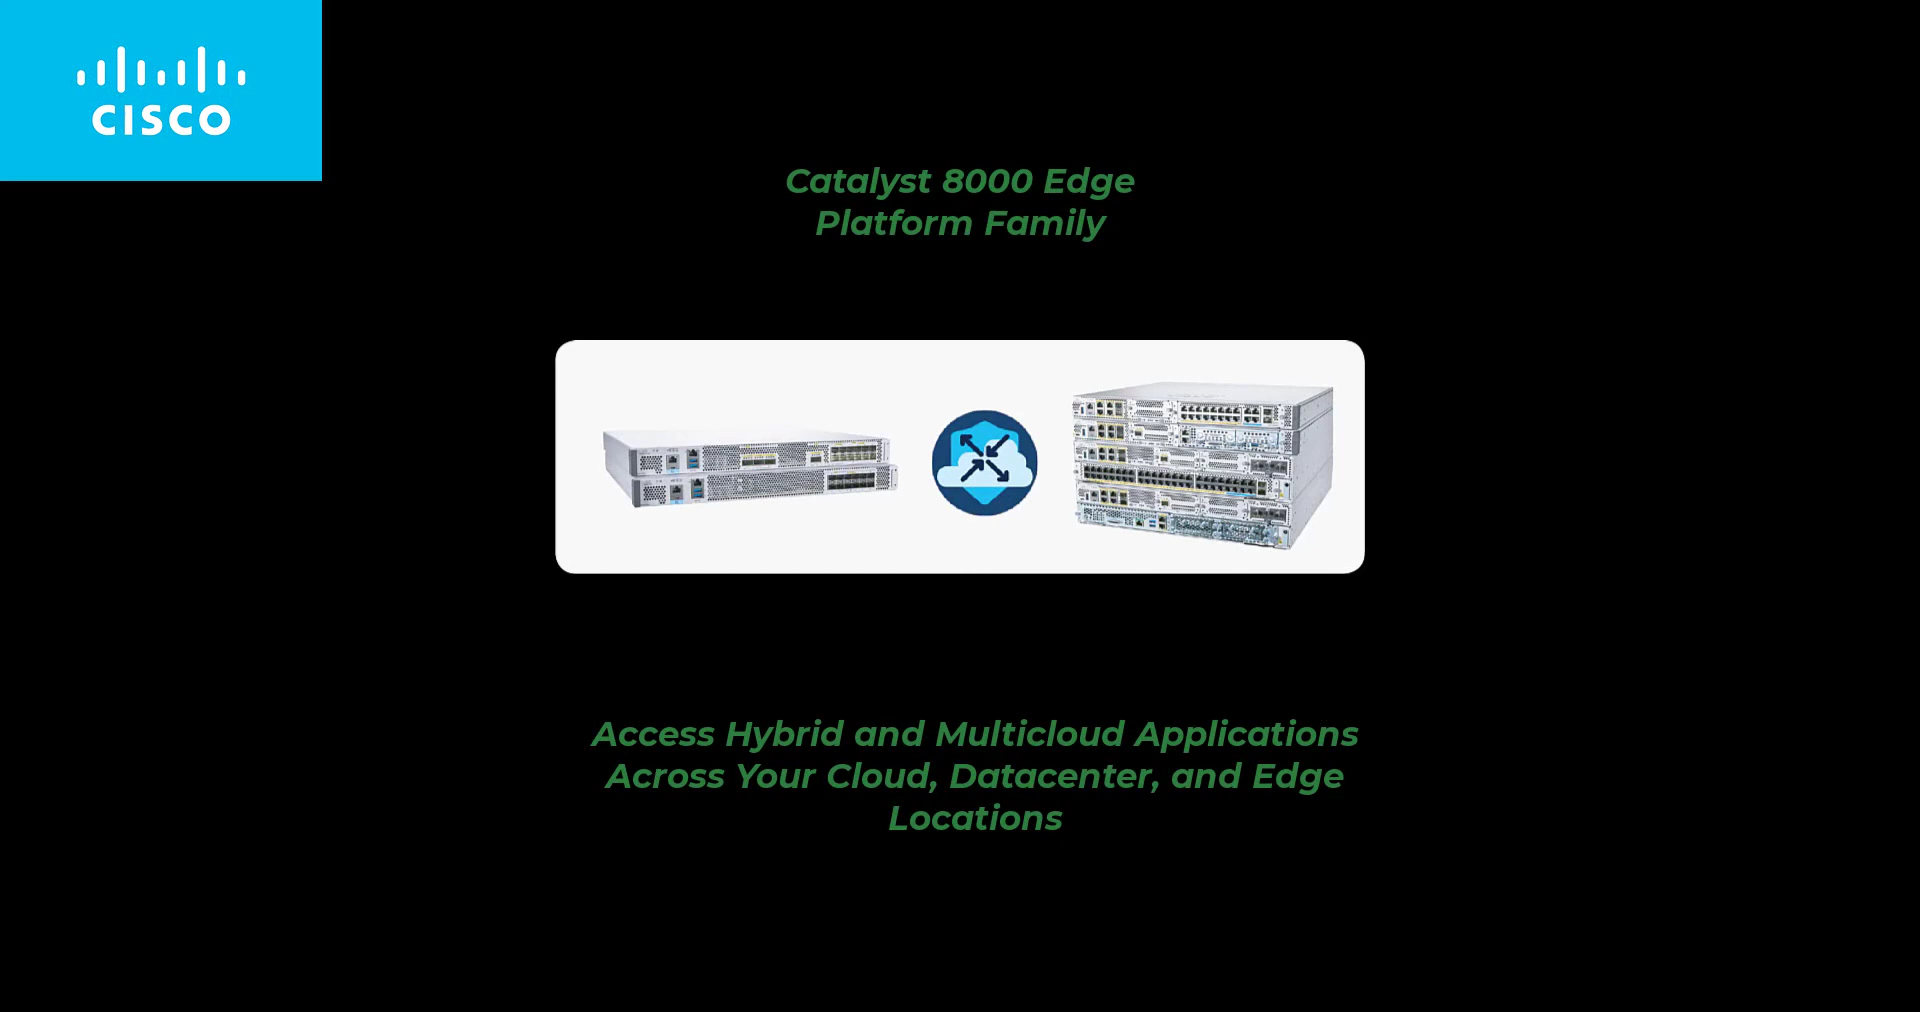 CISCO
Catalyst 8000 Edge
Platform Family
Access Hybrid and Multicloud Applications
Across Your Cloud, Datacenter, and Edge
Locations